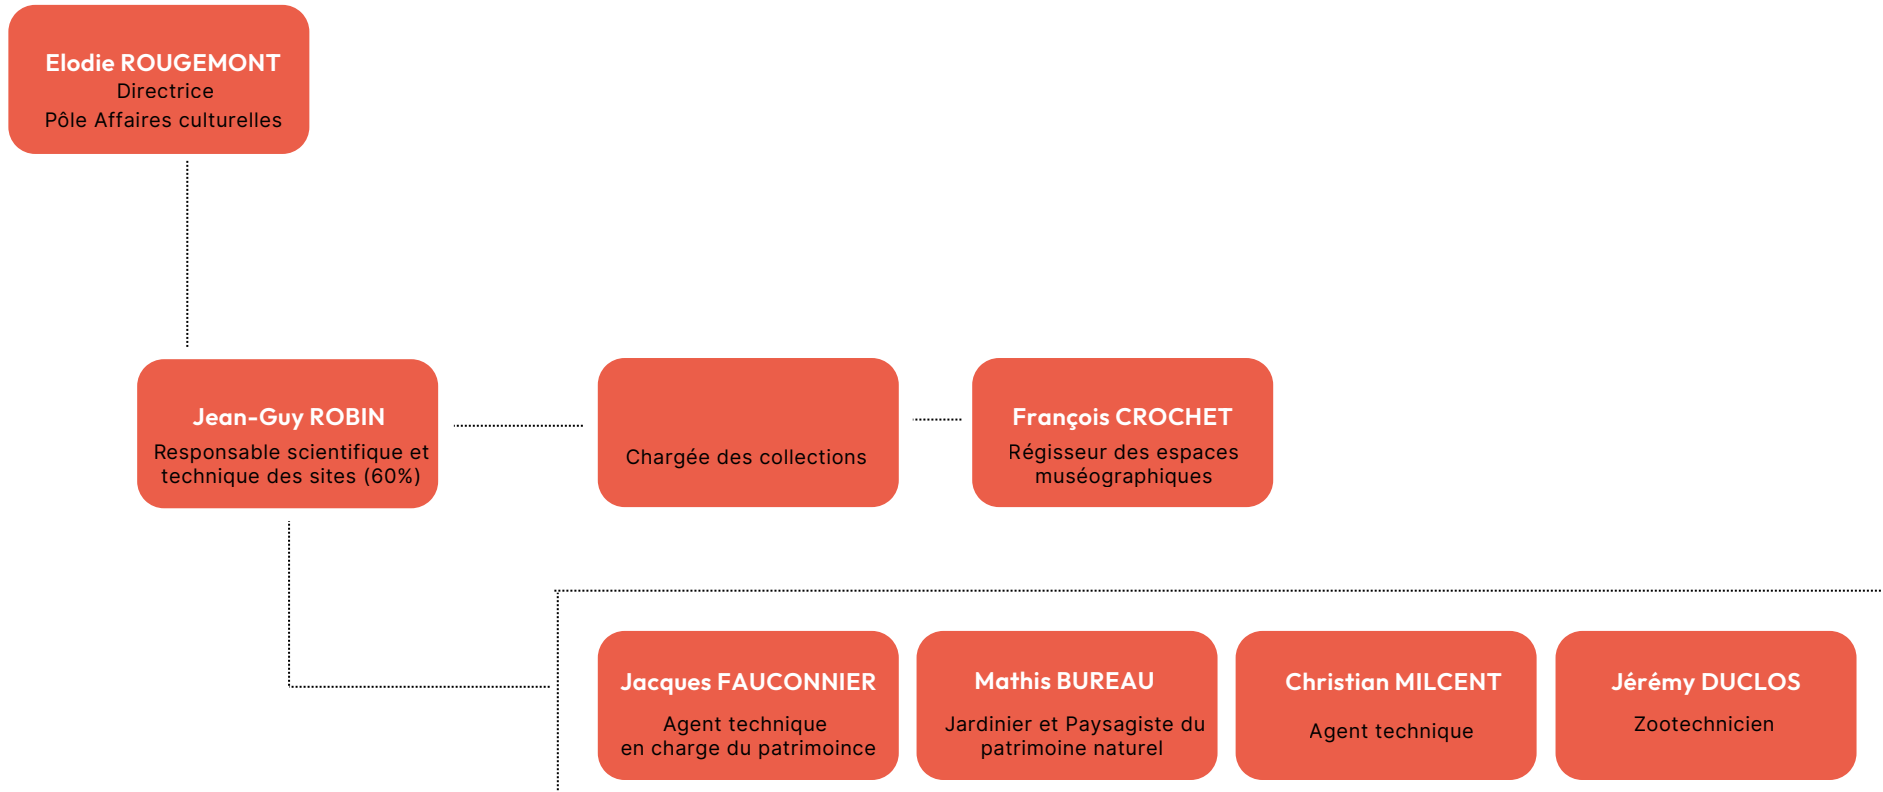 Elodie ROUGEMONT
Directrice
Pôle Affaires culturelles
Jean-Guy ROBIN
Responsable scientifique et
technique des sites (60%)
Chargée des collections
François CROCHET
Régisseur des espaces
muséographiques
Jacques FAUCONNIER
Agent technique
en charge du patrimoince
Mathis BUREAU
Jardinier et Paysagiste du
patrimoine naturel
Christian MILCENT
Agent technique
Jérémy DUCLOS
Zootechnicien